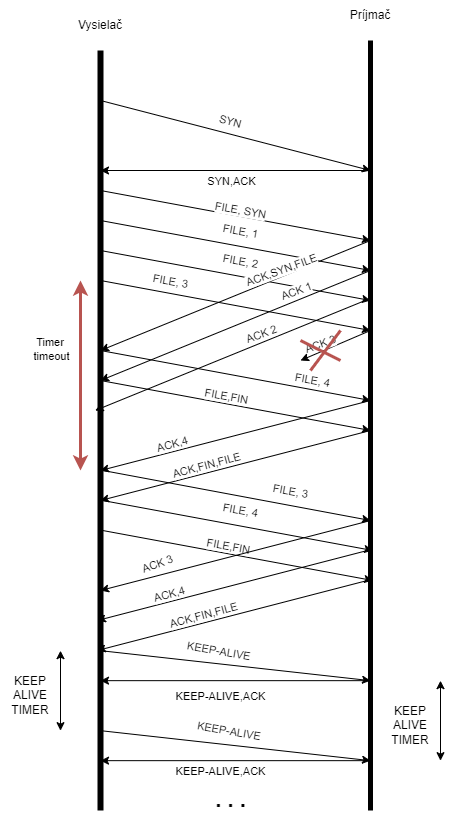 Príjmač
Vysielač
SYN
SYN,ACK
FILE, SYN
FILE, 1
FILE, 2
ACK,SYN,FILE
FILE, 3
ACK 1
ACK 2
Timer
timeout
ACK 3
FILE, 4
FILE,FIN
ACK,4
ACK,FIN,FILE
FILE, 3
FILE, 4
FILE,FIN
ACK 3
ACK,4
ACK,FIN,FILE
KEEP-ALIVE
KEEP
ALIVE
TIMER
KEEP-ALIVE,ACK
KEEP
ALIVE
TIMER
KEEP-ALIVE
KEEP-ALIVE,ACK
. . .